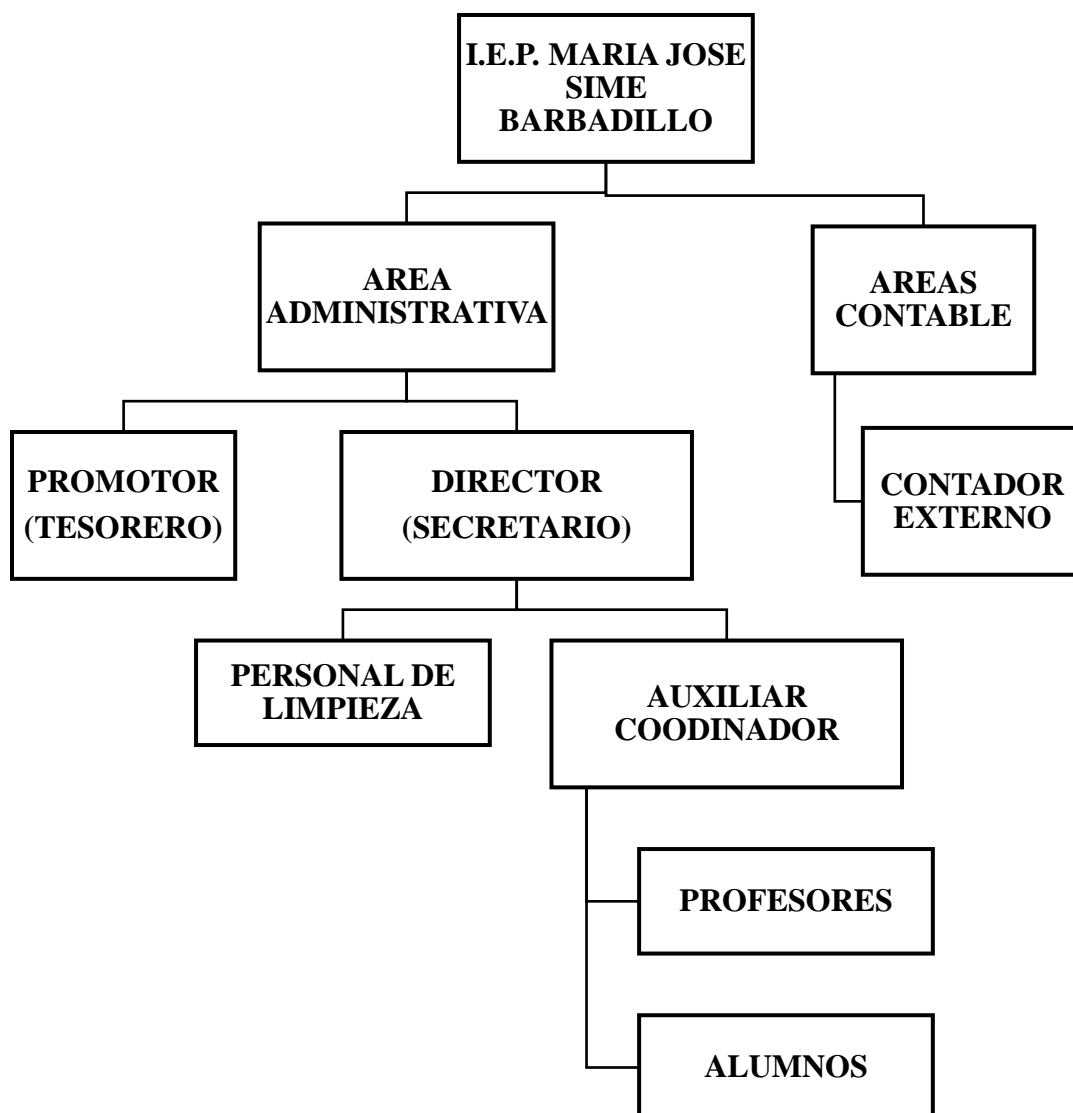 I.E.P. MARIA JOSE
SIME
BARBADILLO
AREA
ADMINISTRATIVA
AREAS
CONTABLE
PROMOTOR
(TESORERO)
DIRECTOR
(SECRETARIO)
CONTADOR
EXTERNO
PERSONAL DE
LIMPIEZA
AUXILIAR
COODINADOR
PROFESORES
ALUMNOS